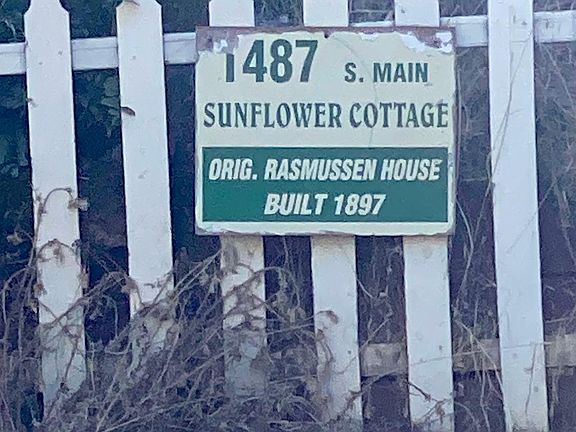 1487 S. MAIN
SUNFLOWER COTTAGE
ORIG. RASMUSSEN HOUSE
BUILT 1897